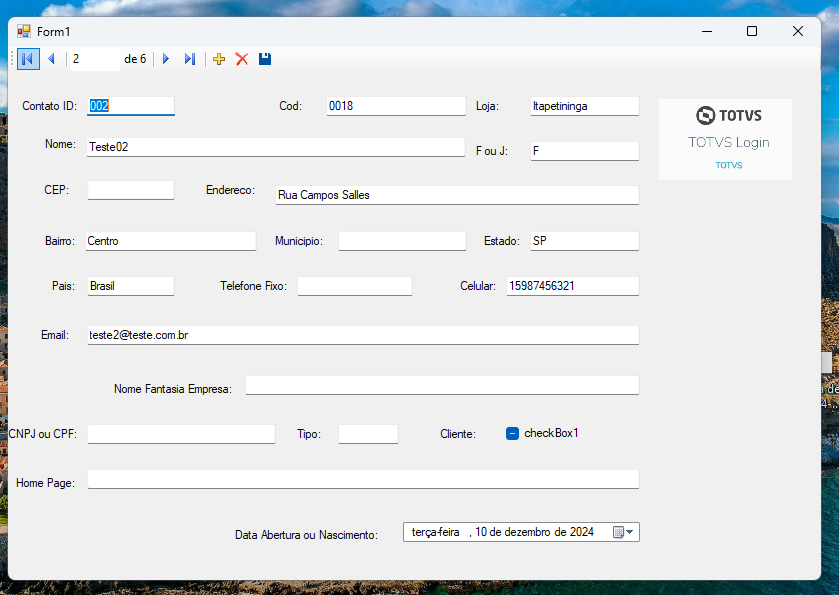 Form1
2 de 6
Contato ID: 002 Cod: 0018 Loja: Itapetininga
TOTVS
TOTVS Login
TOTVS
Nome: Teste02 F ou J: F
CEP: Endereco: Rua Campos Salles
Bairro: Centro Municipio: Estado: SP
Pais: Brasil Telefone Fixo: Celular: 15987456321
Email: teste2@teste.com.br
Nome Fantasia Empresa:
CNPJ ou CPF: Tipo: Cliente: checkBox1
Home Page:
Data Abertura ou Nascimento: terça-feira , 10 de dezembro de 2024